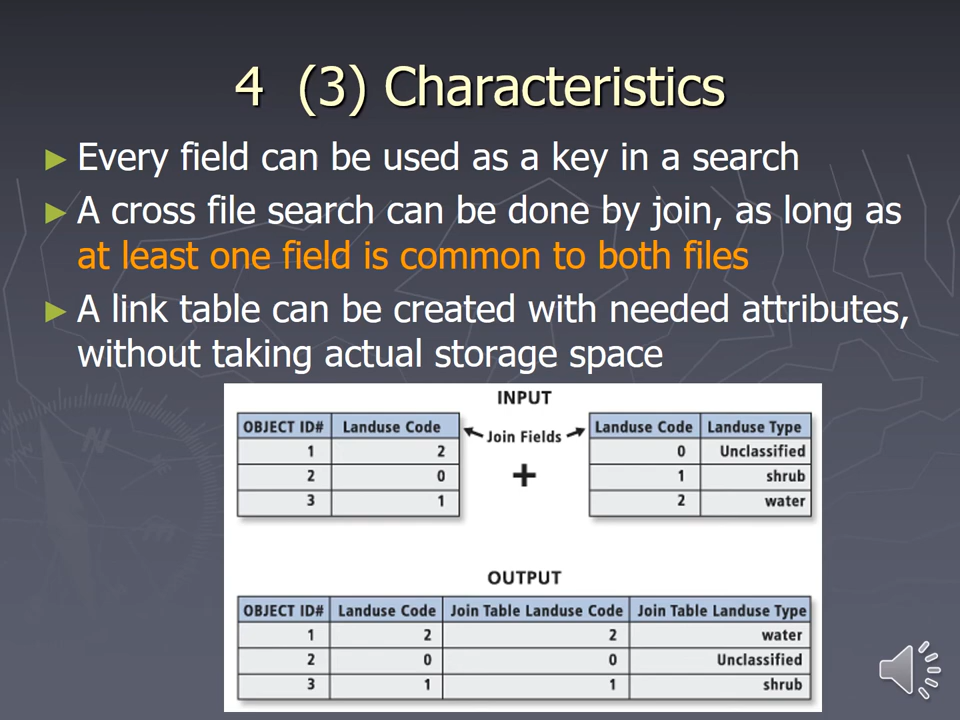 4 (3) Characteristics
► Every field can be used as a key in a search
► A cross file search can be done by join, as long as
at least one field is common to both files
► A link table can be created with needed attributes,
without taking actual storage space
INPUT
OBJECT ID# Landuse Code
1 2
2 0
3 1
Join Fields
+
Landuse Code Landuse Type
0 Unclassified
1 shrub
2 water
OUTPUT
OBJECT ID# Landuse Code Join Table Landuse Code Join Table Landuse Type
1 2 2 water
2 0 0 Unclassified
3 1 1 shrub